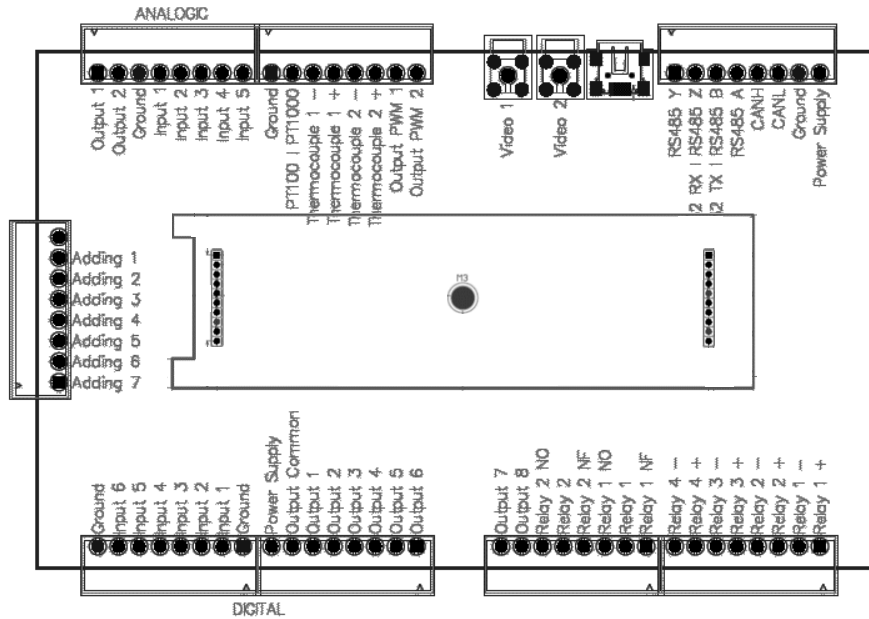 ANALOGIC
Output 1
Output 2
Ground
Input 1
Input 2
Input 3
Input 4
Input 5
Ground
PT100 | PT1000
Thermocouple 1 –
Thermocouple 1 +
Thermocouple 2 –
Thermocouple 2 +
Output PWM 1
Output PWM 2
Video 1
Video 2
RS485 Y
RX | RS485 Z
TX | RS485 B
RS485 A
CANH
CANL
Ground
Power Supply
Adding 1
Adding 2
Adding 3
Adding 4
Adding 5
Adding 6
Adding 7
M3
Ground
Input 6
Input 5
Input 4
Input 3
Input 2
Input 1
Ground
Power Supply
Output Common
Output 1
Output 2
Output 3
Output 4
Output 5
Output 6
Output 7
Output 8
Relay 2 NO
Relay 2
Relay 2 NF
Relay 1 NO
Relay 1
Relay 1 NF
Relay 4 –
Relay 4 +
Relay 3 –
Relay 3 +
Relay 2 –
Relay 2 +
Relay 1 –
Relay 1 +
DIGITAL